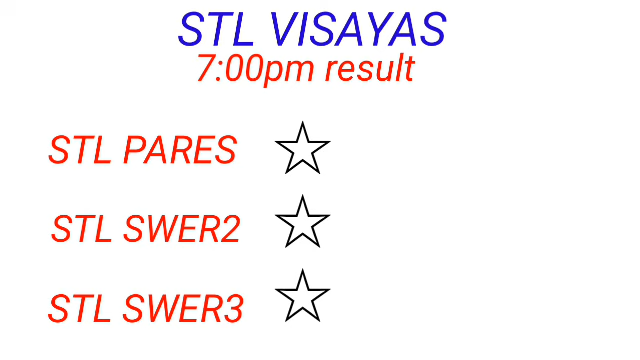 STL VISAYAS
7:00pm result
STL PARES
STL SWER2
STL SWER3